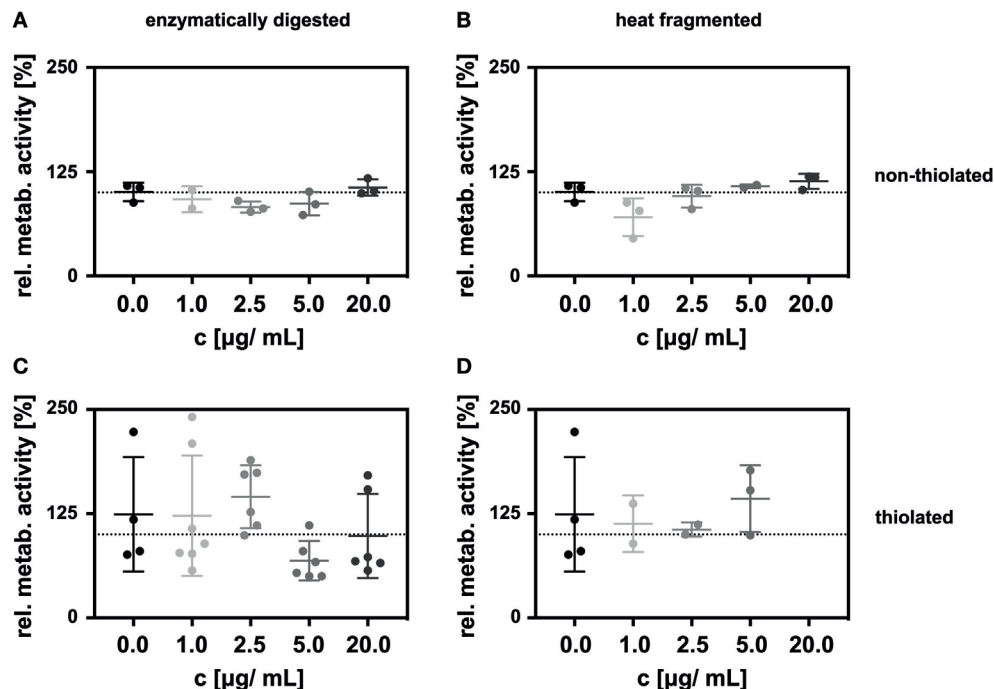 A enzymatically digested B heat fragmented
rel. metab. activity [%]
250
125
0
0.0 1.0 2.5 5.0 20.0
c [µg/ mL]
rel. metab. activity [%]
250
125
0
0.0 1.0 2.5 5.0 20.0
c [µg/ mL]
non-thiolated
C
rel. metab. activity [%]
250
125
0
0.0 1.0 2.5 5.0 20.0
c [µg/ mL]
D
rel. metab. activity [%]
250
125
0
0.0 1.0 2.5 5.0 20.0
c [µg/ mL]
thiolated